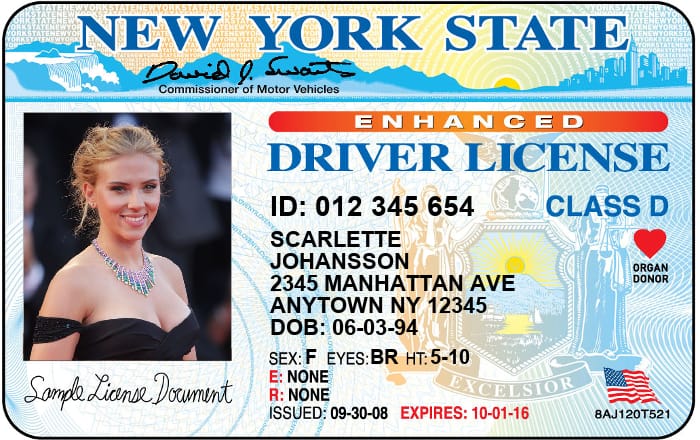 NEW YORK STATE
David J. Swarts
Commissioner of Motor Vehicles
ENHANCED
DRIVER LICENSE
ID: 012 345 654 CLASS D
SCARLETTE
JOHANSSON
2345 MANHATTAN AVE
ANYTOWN NY 12345
DOB: 06-03-94
ORGAN
DONOR
SEX: F EYES: BR HT: 5-10
E: NONE
R: NONE
ISSUED: 09-30-08 EXPIRES: 10-01-16
EXCELSIOR
8AJ120T521
Sample License Document